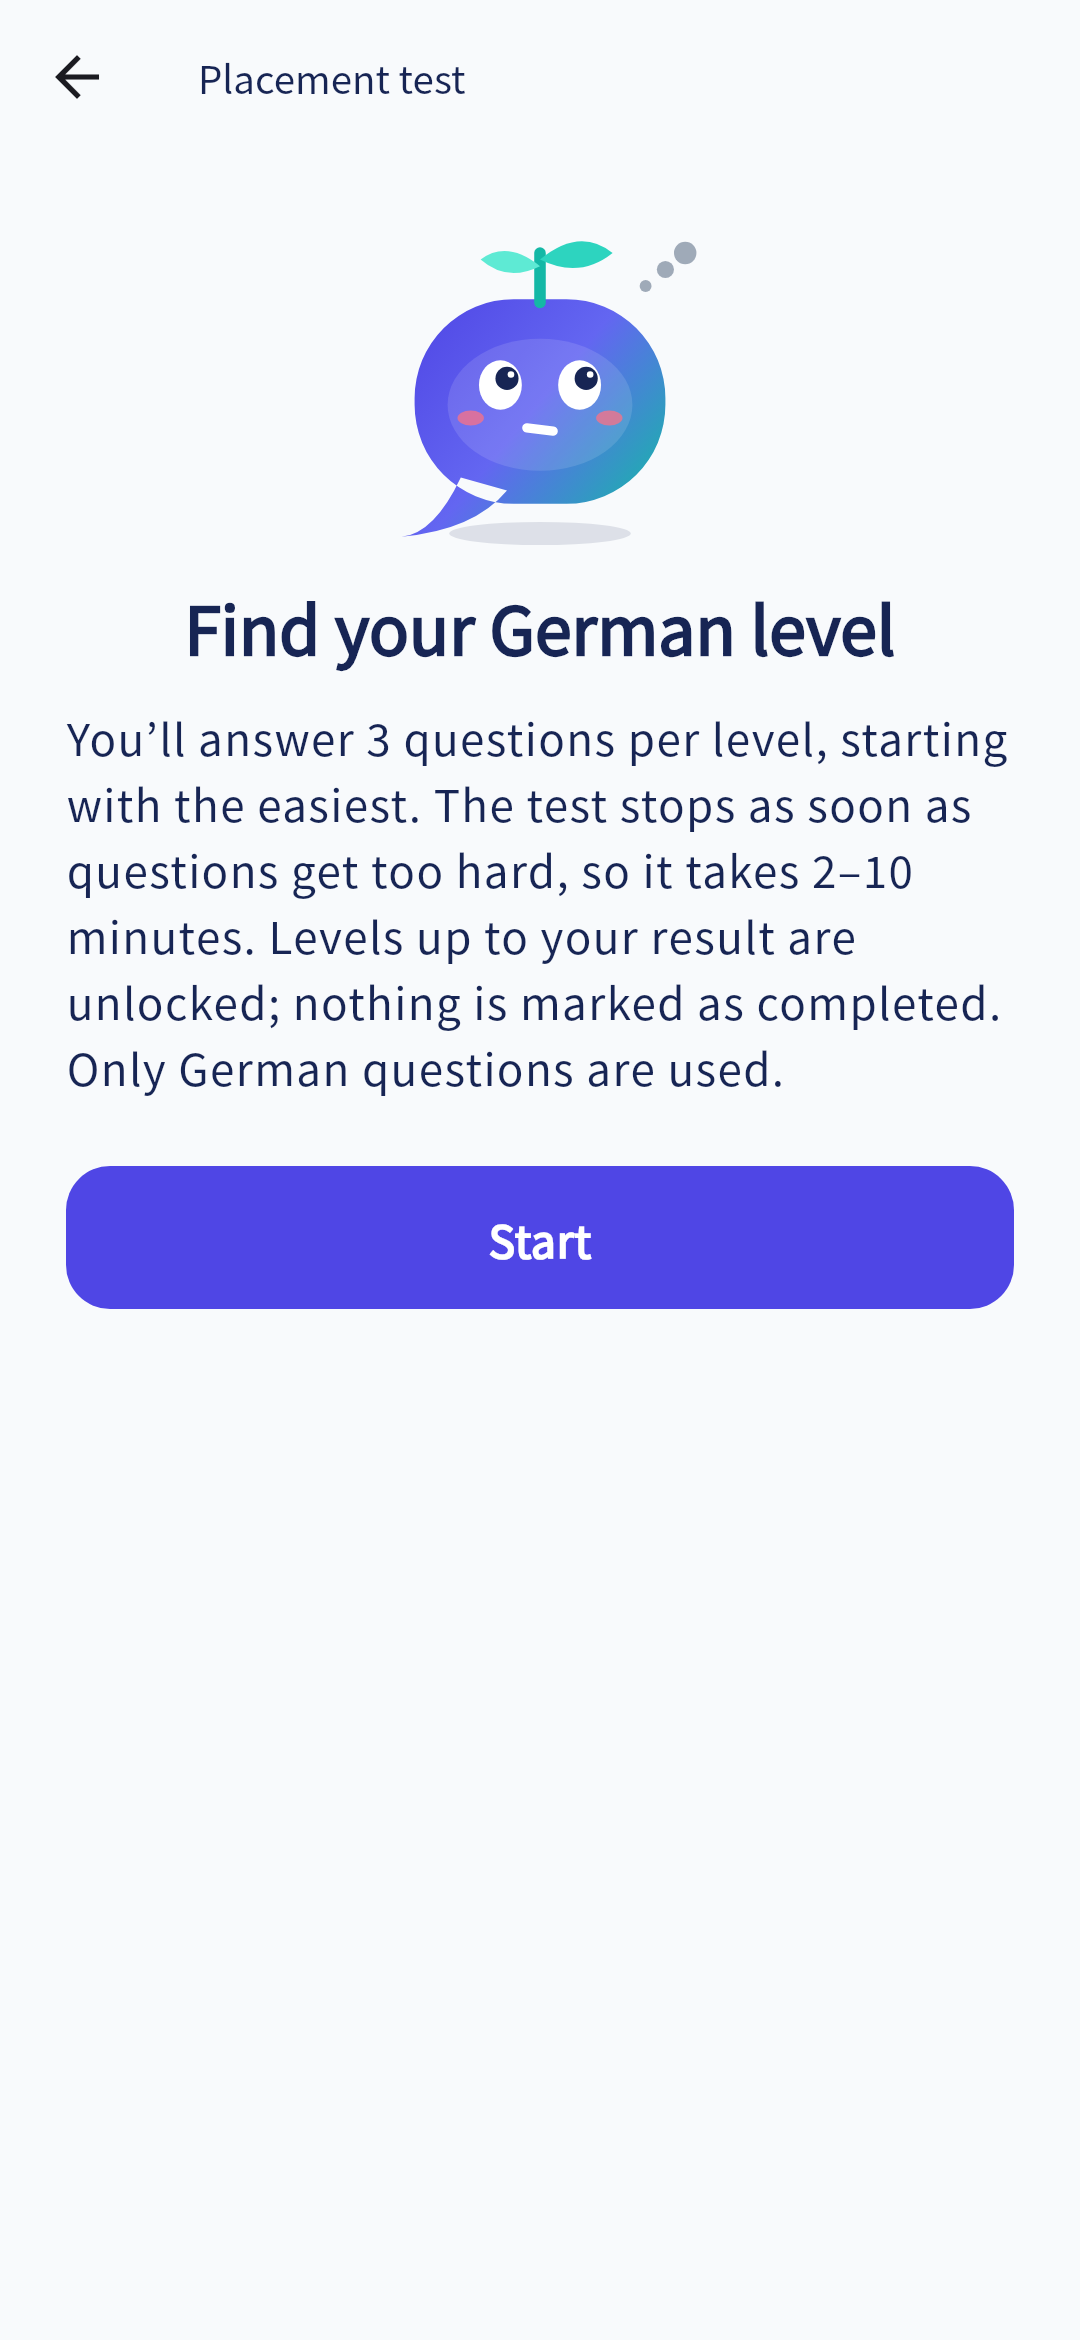 Placement test
Find your German level
You’ll answer 3 questions per level, starting
with the easiest. The test stops as soon as
questions get too hard, so it takes 2–10
minutes. Levels up to your result are
unlocked; nothing is marked as completed.
Only German questions are used.
Start